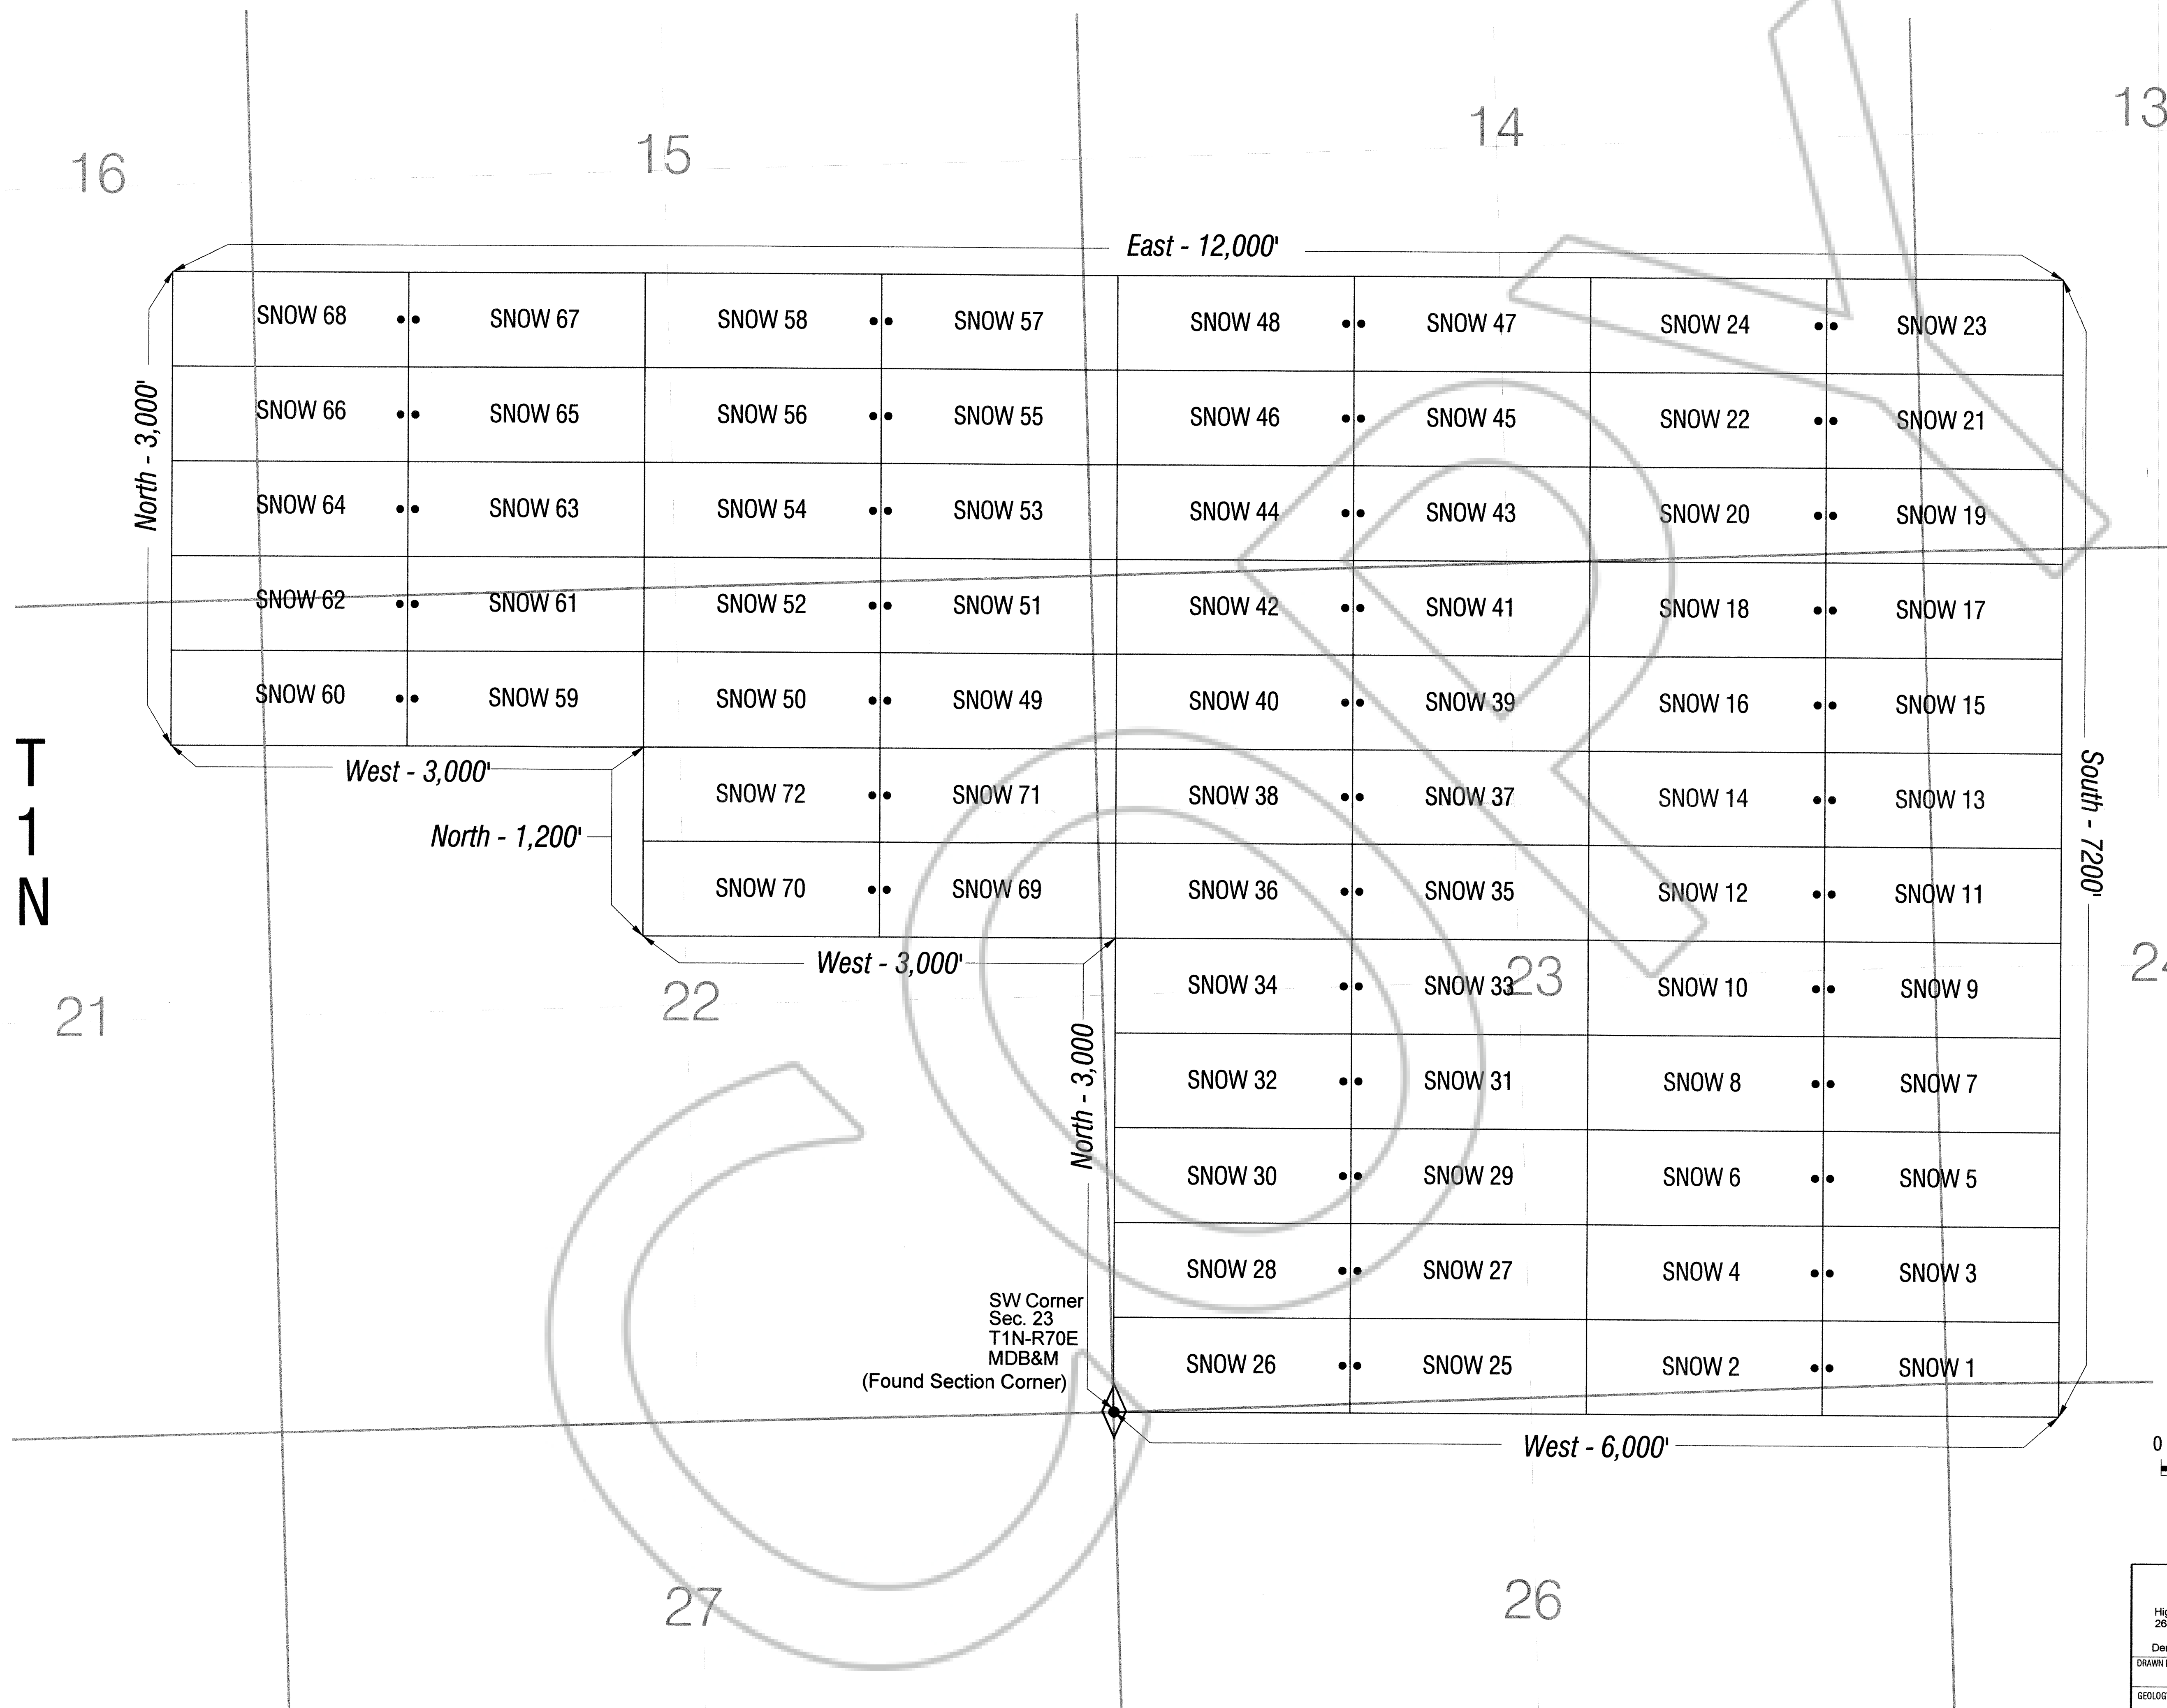 13
14
15
16
East - 12,000'
SNOW 68
SNOW 67
SNOW 58
SNOW 57
SNOW 48
SNOW 47
SNOW 24
SNOW 23
SNOW 66
SNOW 65
SNOW 56
SNOW 55
SNOW 46
SNOW 45
SNOW 22
SNOW 21
North - 3,000'
SNOW 64
SNOW 63
SNOW 54
SNOW 53
SNOW 44
SNOW 43
SNOW 20
SNOW 19
SNOW 62
SNOW 61
SNOW 52
SNOW 51
SNOW 42
SNOW 41
SNOW 18
SNOW 17
SNOW 60
SNOW 59
SNOW 50
SNOW 49
SNOW 40
SNOW 39
SNOW 16
SNOW 15
T
1
N
West - 3,000'
SNOW 72
SNOW 71
SNOW 38
SNOW 37
SNOW 14
SNOW 13
South - 7200'
North - 1,200'
SNOW 70
SNOW 69
SNOW 36
SNOW 35
SNOW 12
SNOW 11
West - 3,000'
21
22
SNOW 34
SNOW 33
23
SNOW 10
SNOW 9
24
North - 3,000
SNOW 32
SNOW 31
SNOW 8
SNOW 7
SNOW 30
SNOW 29
SNOW 6
SNOW 5
SNOW 28
SNOW 27
SNOW 4
SNOW 3
SW Corner
Sec. 23
T1N-R70E
MDB&M
(Found Section Corner)
SNOW 26
SNOW 25
SNOW 2
SNOW 1
West - 6,000'
0
27
26
26
DRAWN
COPY